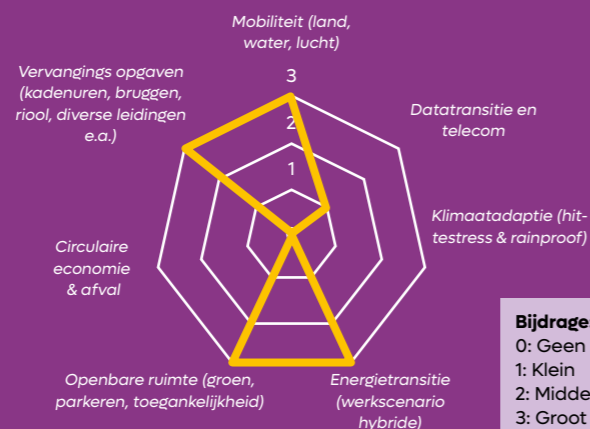 Mobiliteit (land,
water, lucht)
Vervangings opgaven
(kadenuren, bruggen,
riool, diverse leidingen
e.a.)
3
2
1
Datatransitie en
telecom
Klimaatadaptie (hit-
testress & rainproof)
Circulaire
economie
& afval
Openbare ruimte (groen,
parkeren, toegankelijkheid)
Energietransitie
(werkscenario
hybride)
Bijdrage:
0: Geen
1: Klein
2: Midde
3: Groot